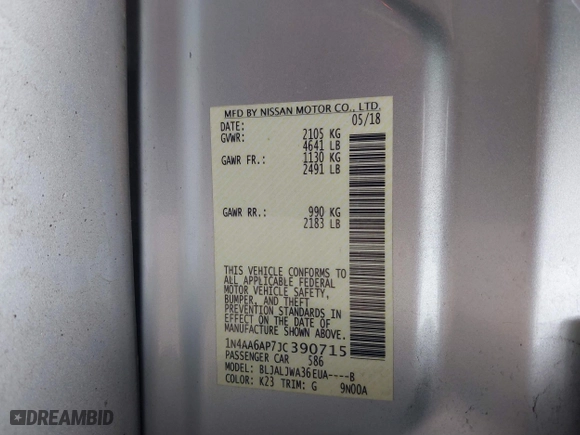 MFD BY NISSAN MOTOR CO., LTD.
DATE: 05/18
GVWR: 2105 KG
4641 LB
GAWR FR.: 1130 KG
2491 LB
GAWR RR.: 990 KG
2183 LB
THIS VEHICLE CONFORMS TO
ALL APPLICABLE FEDERAL
MOTOR VEHICLE SAFETY,
BUMPER, AND THEFT
PREVENTION STANDARDS IN
EFFECT ON THE DATE OF
MANUFACTURE SHOWN ABOVE.
1N4AA6AP7JC390715
PASSENGER CAR 586
MODEL: BLJALJWA36EUA----B
COLOR: K23 TRIM: G 9N00A
DREAMBID